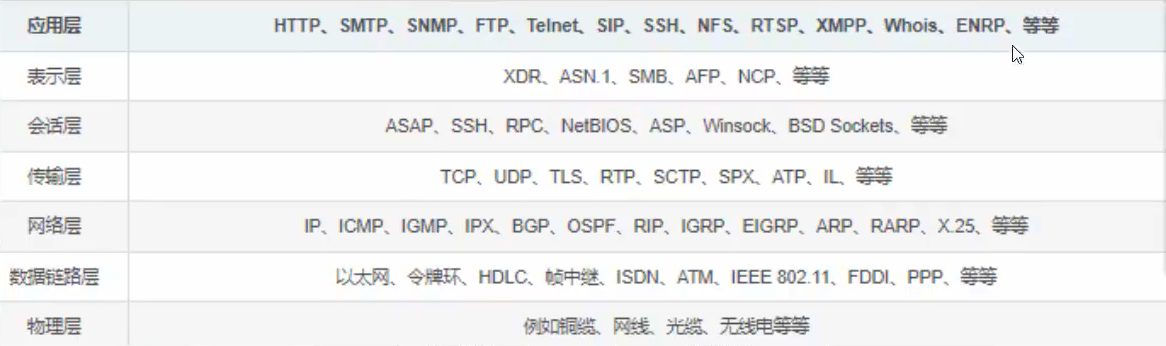 应用层 HTTP、SMTP、SNMP、FTP、Telnet、SIP、SSH、NFS、RTSP、XMPP、Whois、ENRP、等等
表示层 XDR、ASN.1、SMB、AFP、NCP、等等
会话层 ASAP、SSH、RPC、NetBIOS、ASP、Winsock、BSD Sockets、等等
传输层 TCP、UDP、TLS、RTP、SCTP、SPX、ATP、IL、等等
网络层 IP、ICMP、IGMP、IPX、BGP、OSPF、RIP、IGRP、EIGRP、ARP、RARP、X.25、等等
数据链路层 以太网、令牌环、HDLC、帧中继、ISDN、ATM、IEEE 802.11、FDDI、PPP、等等
物理层 例如铜缆、网线、光缆、无线电等等